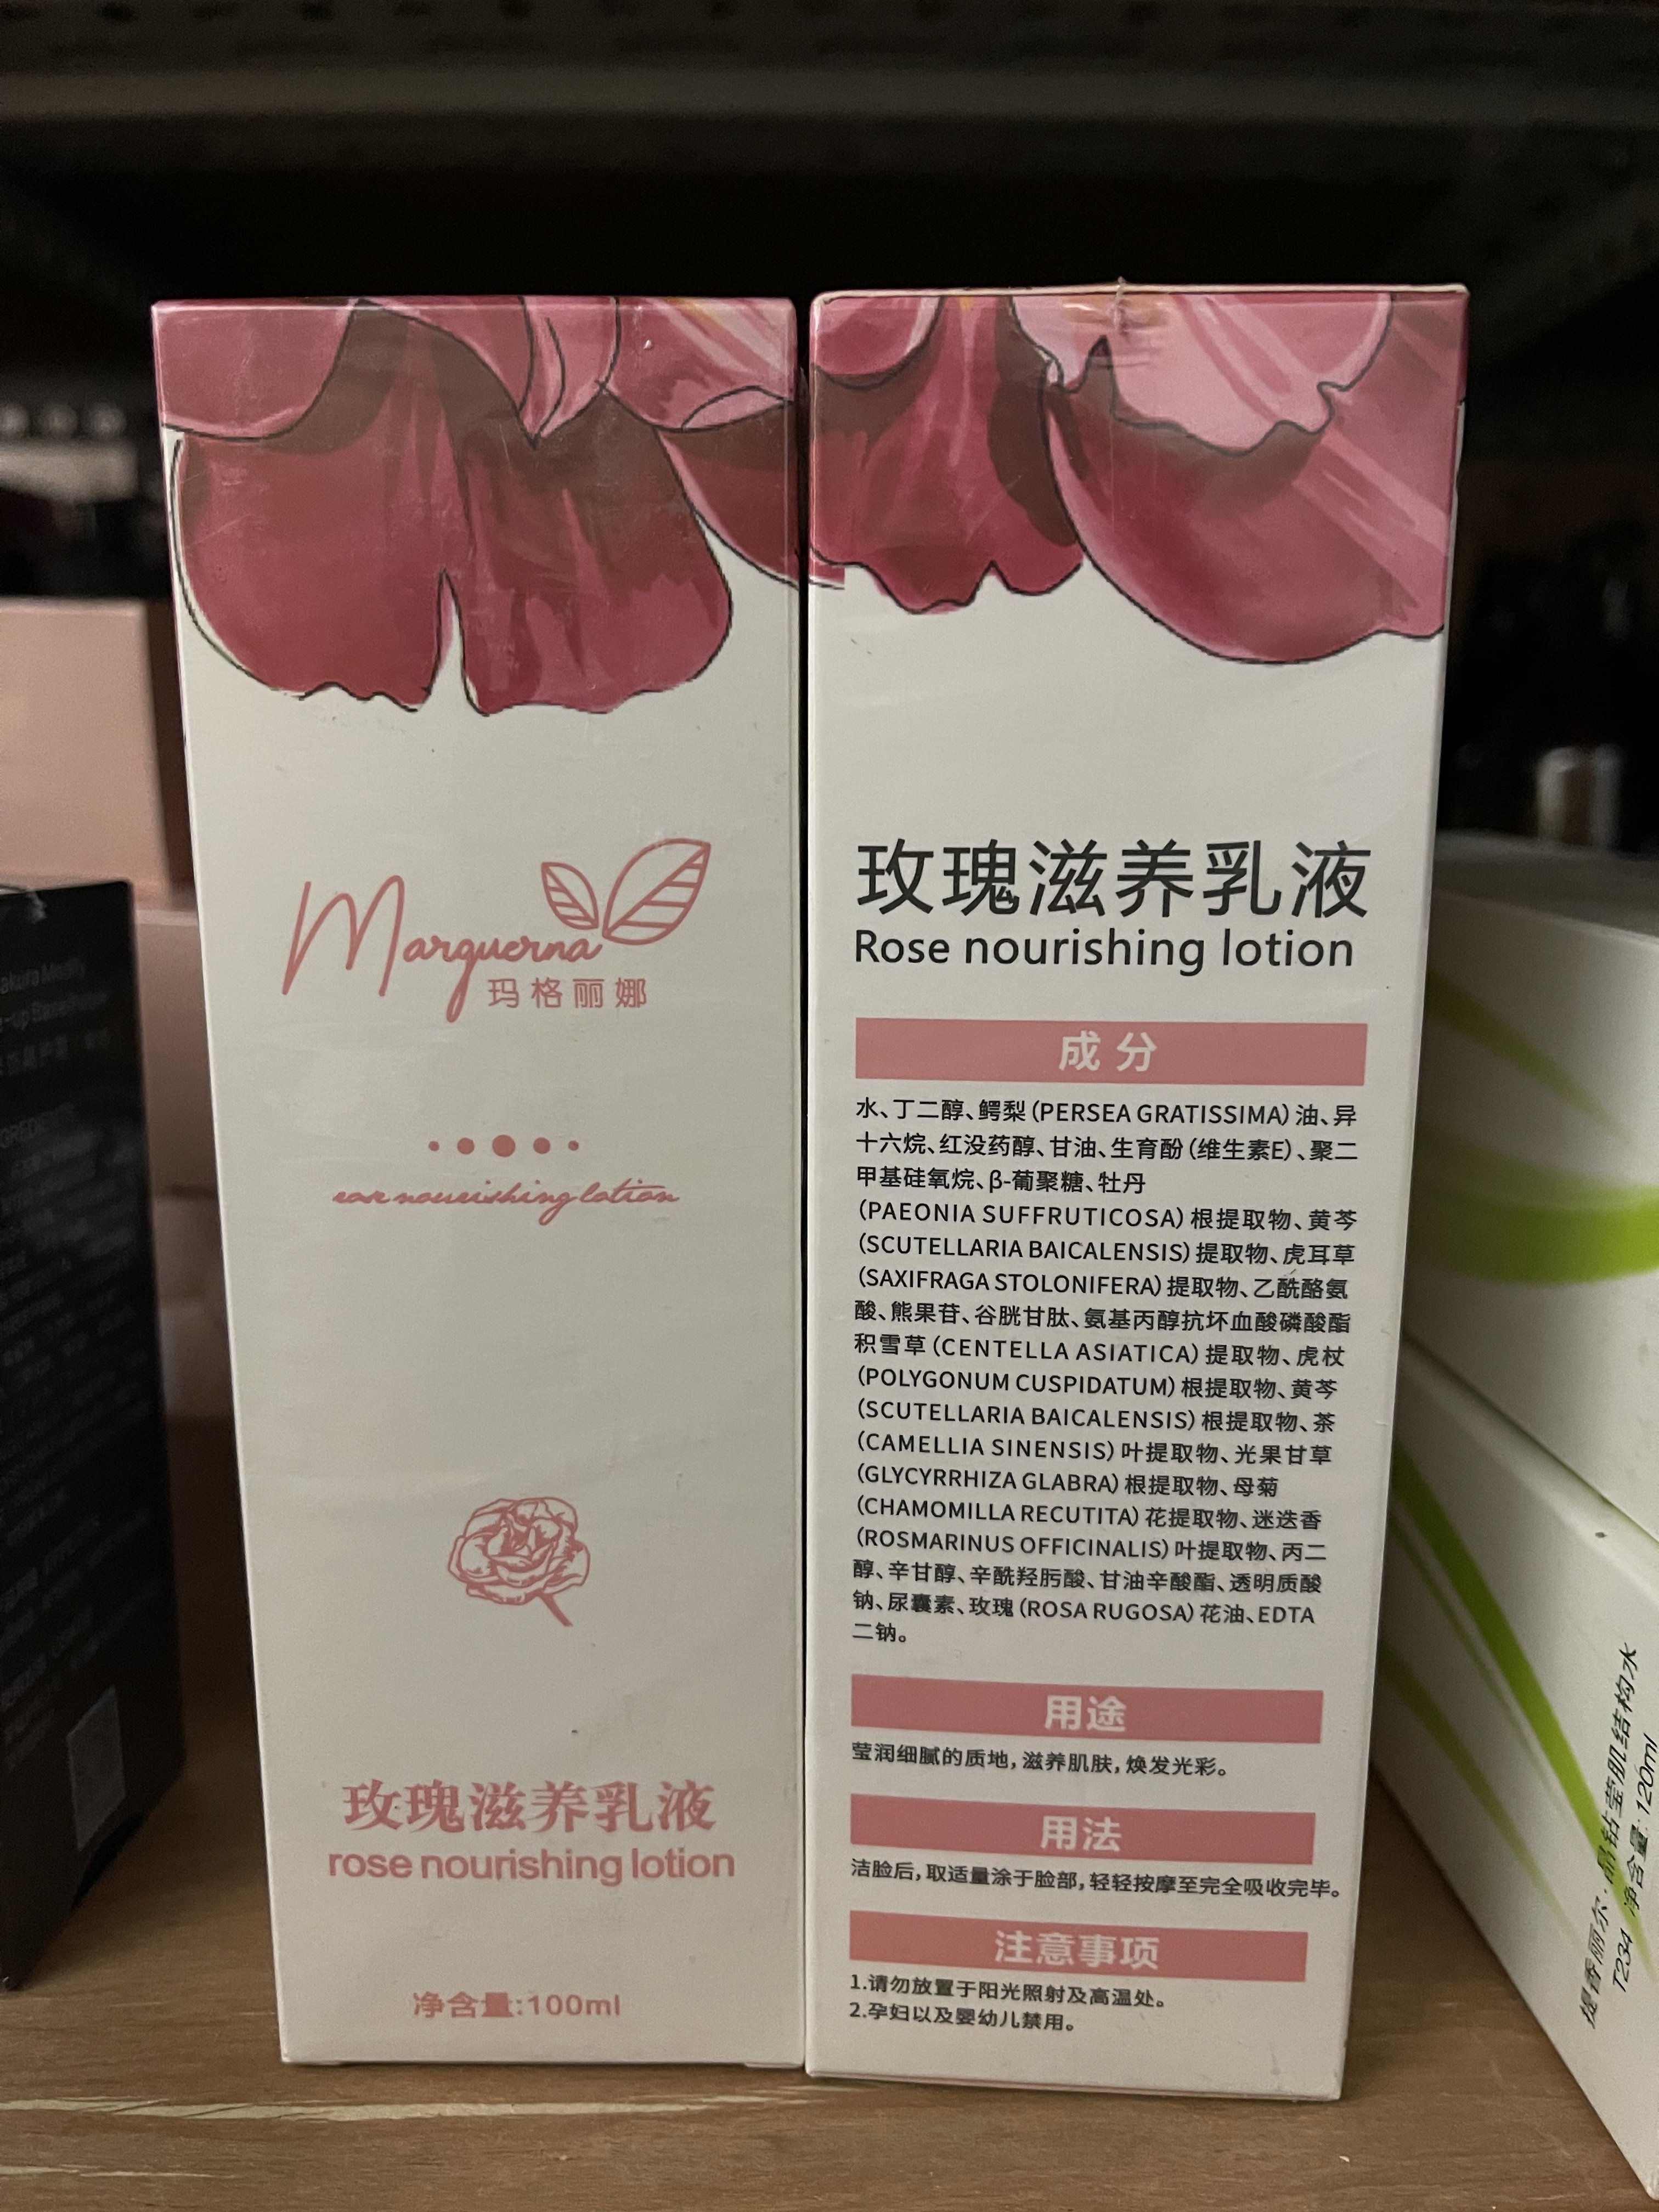 Marguerna
玛格丽娜
rose nourishing lotion
玫瑰滋养乳液
rose nourishing lotion
净含量:100ml
玫瑰滋养乳液
Rose nourishing lotion
成分
水、丁二醇、鳄梨(PERSEA GRATISSIMA)油、异
十六烷、红没药醇、甘油、生育酚(维生素E)、聚二
甲基硅氧烷、β-葡聚糖、牡丹
(PAEONIA SUFFRUTICOSA)根提取物、黄芩
(SCUTELLARIA BAICALENSIS)提取物、虎耳草
(SAXIFRAGA STOLONIFERA)提取物、乙酰酪氨
酸、熊果苷、谷胱甘肽、氨基丙醇抗坏血酸磷酸酯
积雪草(CENTELLA ASIATICA)提取物、虎杖
(POLYGONUM CUSPIDATUM)根提取物、黄芩
(SCUTELLARIA BAICALENSIS)根提取物、茶
(CAMELLIA SINENSIS)叶提取物、光果甘草
(GLYCYRRHIZA GLABRA)根提取物、母菊
(CHAMOMILLA RECUTITA)花提取物、迷迭香
(ROSMARINUS OFFICINALIS)叶提取物、丙二
醇、辛甘醇、辛酰羟肟酸、甘油辛酸酯、透明质酸
钠、尿囊素、玫瑰(ROSA RUGOSA)花油、EDTA
二钠。
用途
莹润细腻的质地,滋养肌肤,焕发光彩。
用法
洁脸后,取适量涂于脸部,轻轻按摩至完全吸收完毕。
注意事项
1.请勿放置于阳光照射及高温处。
2.孕妇以及婴幼儿禁用。
提香丽尔·晶钻莹肌结构水
T234 净含量:120ml